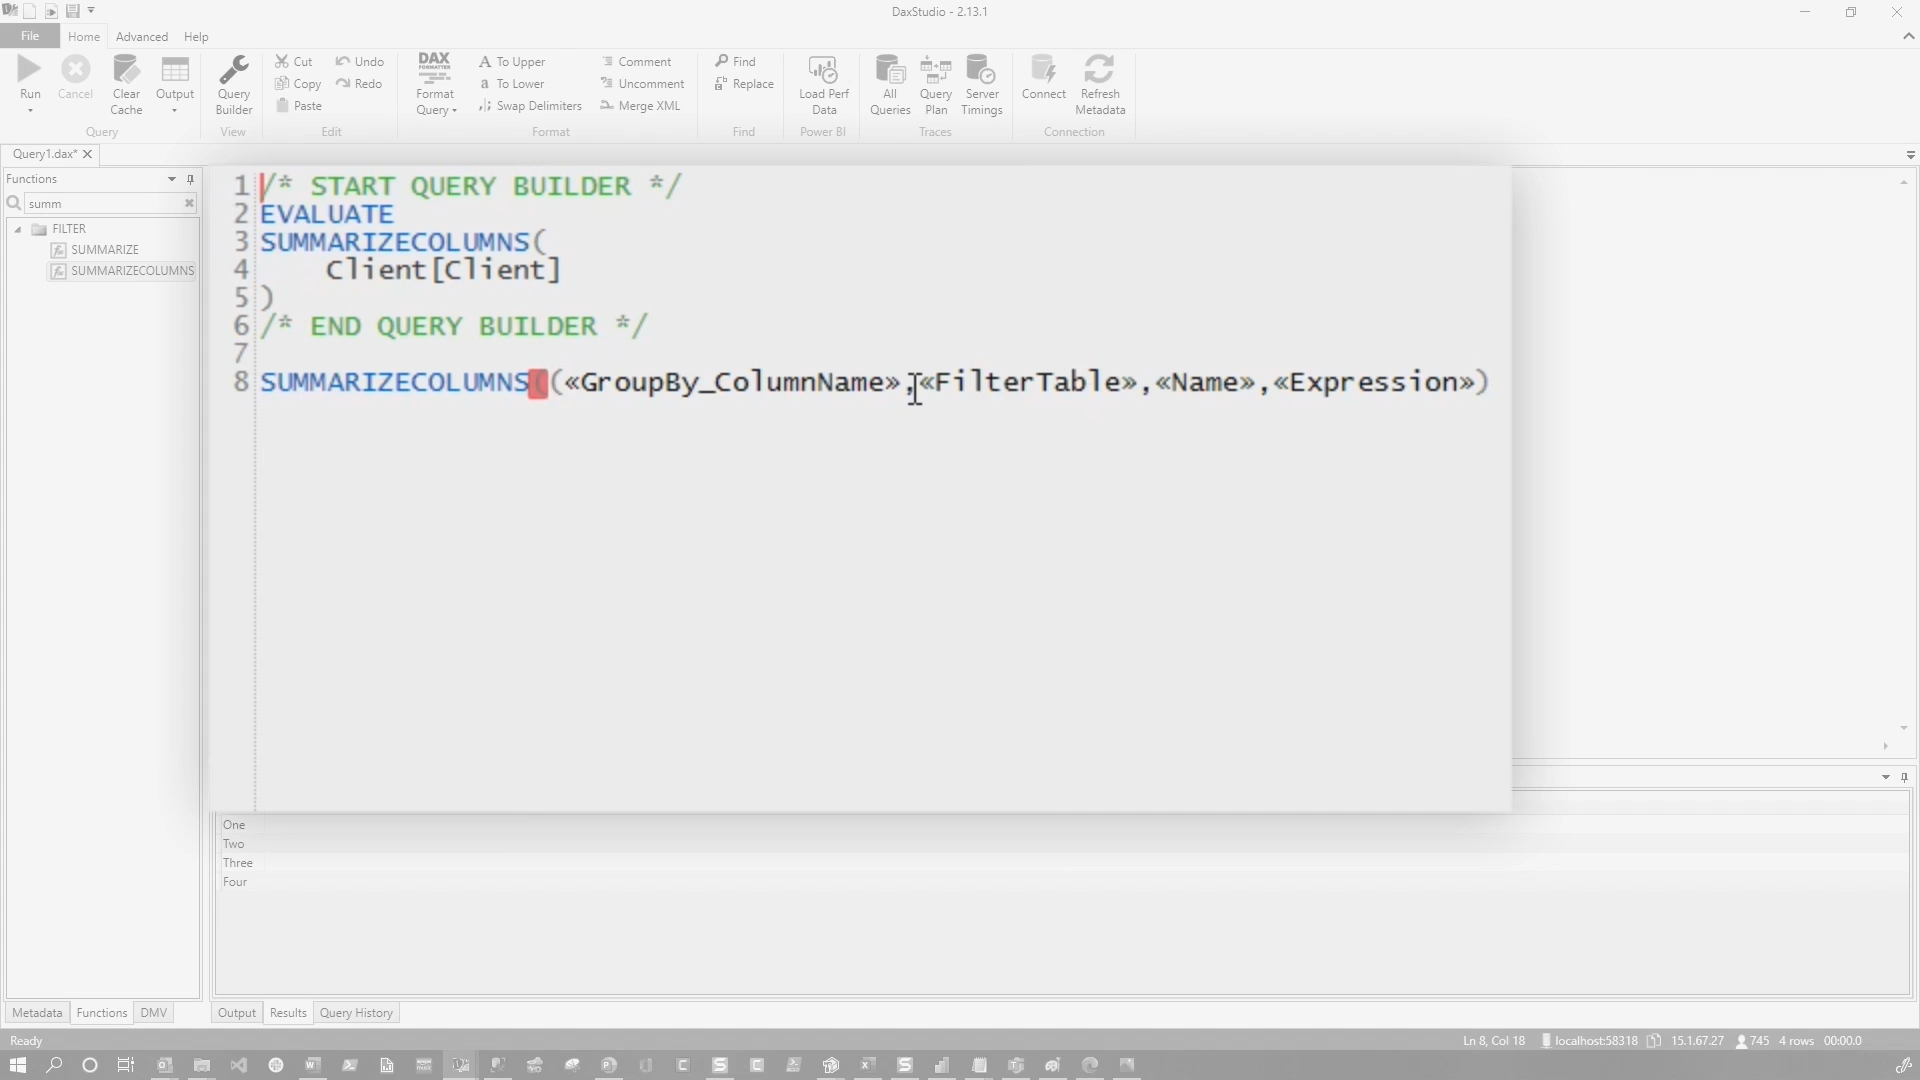 DaxStudio - 2.13.1
File
Home
Advanced
Help
Run
Cancel
Clear
Cache
Output
Query
Query
Builder
View
Cut
Copy
Paste
Undo
Redo
Edit
DAX
FORMATTER
Format
Query
A To Upper
a To Lower
Swap Delimiters
Comment
Uncomment
Merge XML
Format
Find
Replace
Find
Load Perf
Data
Power BI
All
Queries
Query
Plan
Server
Timings
Traces
Connect
Refresh
Metadata
Connection
Query1.dax*
Functions
summ
FILTER
SUMMARIZE
SUMMARIZECOLUMNS
1 /* START QUERY BUILDER */
2 EVALUATE
3 SUMMARIZECOLUMNS(
4 Client[Client]
5 )
6 /* END QUERY BUILDER */
7
8 SUMMARIZECOLUMNS((«GroupBy_ColumnName»,«FilterTable»,«Name»,«Expression»)
One
Two
Three
Four
Metadata
Functions
DMV
Output
Results
Query History
Ready
Ln 8, Col 18
localhost:58318
15.1.67.27
745
4 rows
00:00.0